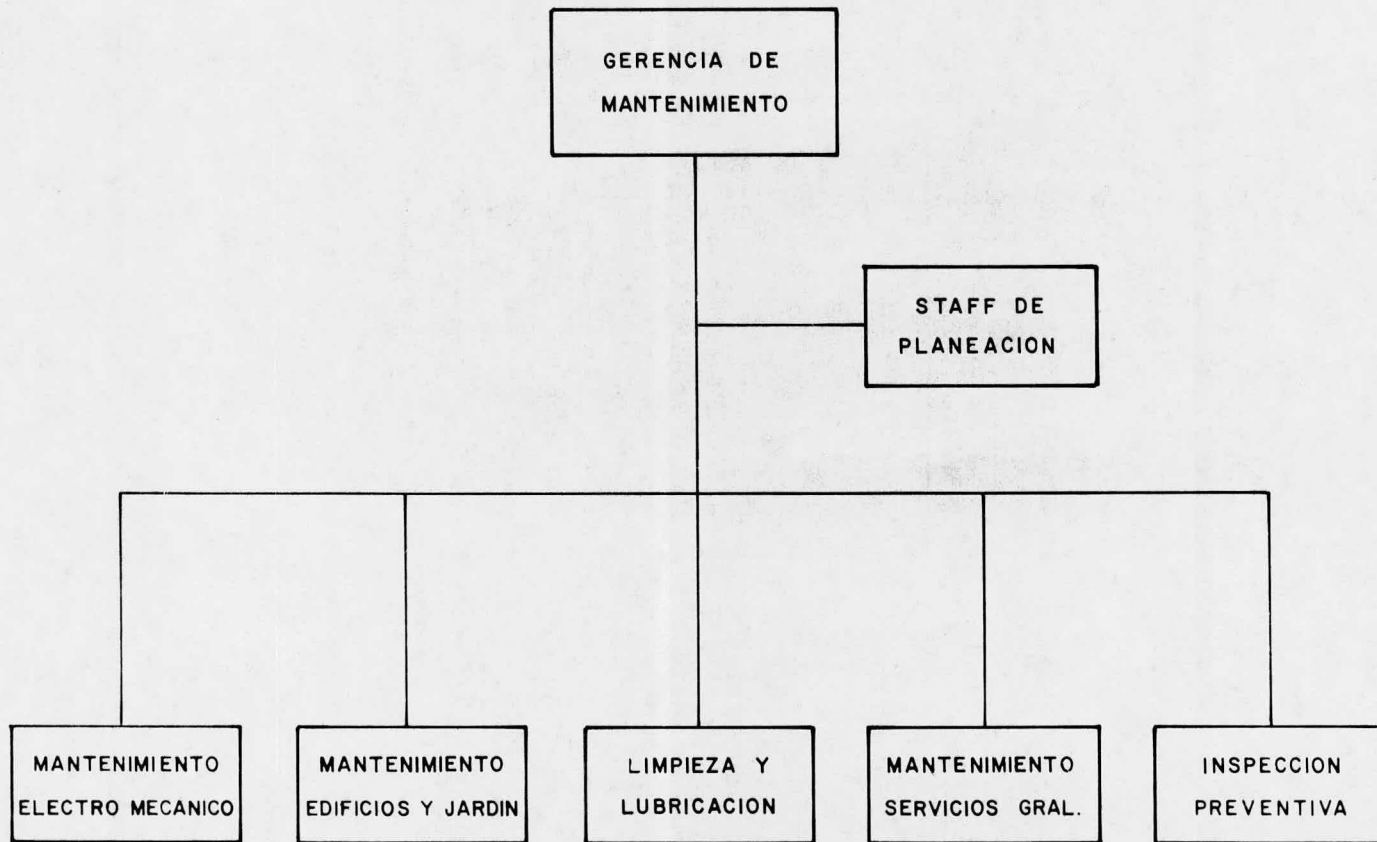 GERENCIA DE
MANTENIMIENTO
STAFF DE
PLANEACION
MANTENIMIENTO
ELECTRO MECANICO
MANTENIMIENTO
EDIFICIOS Y JARDIN
LIMPIEZA Y
LUBRICACION
MANTENIMIENTO
SERVICIOS GRAL.
INSPECCION
PREVENTIVA